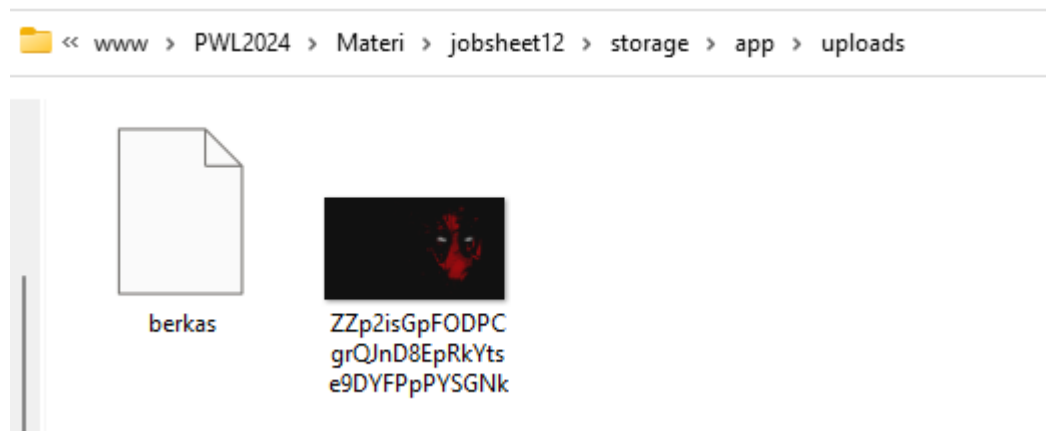 « www > PWL2024 > Materi > jobsheet12 > storage > app > uploads
berkas
ZZp2isGpFODPC
grQJnD8EpRkYts
e9DYFPpPYSGNk